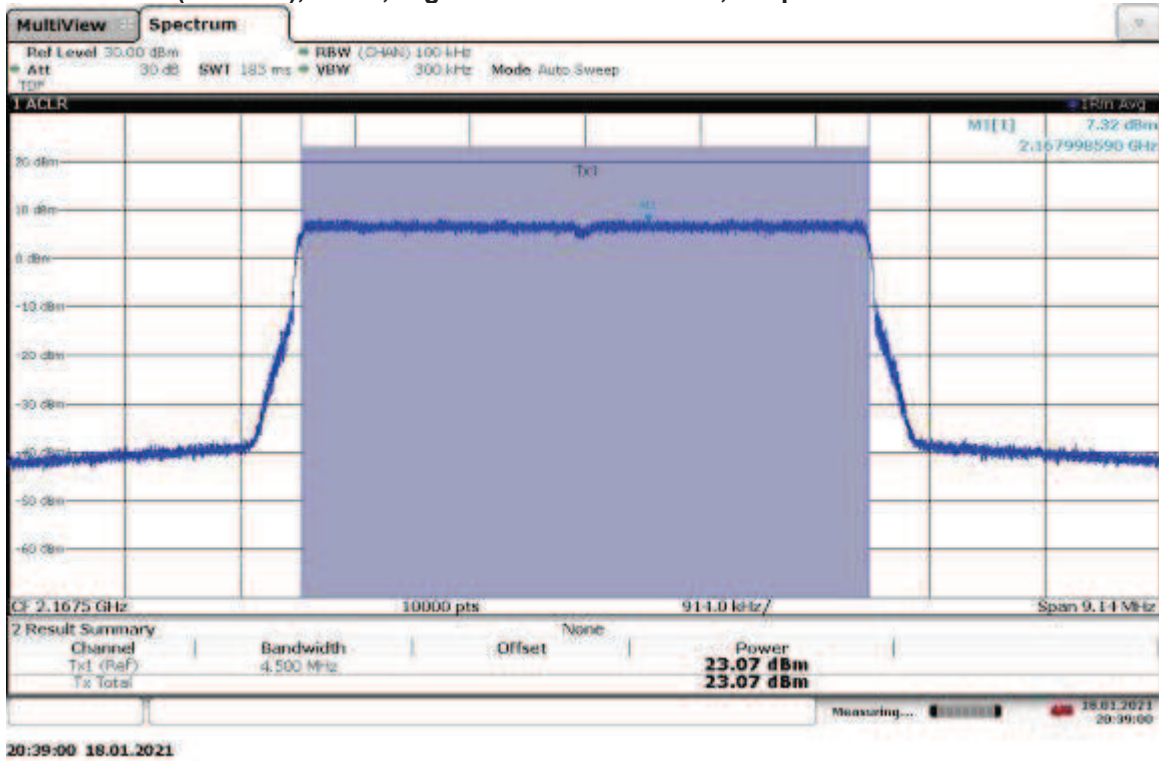 MultiView Spectrum
Ref Level 30.00 dBm RBW (CHAN) 100 kHz
Att 30 dB SWT 183 ms VBW 300 kHz Mode Auto Sweep
TDF
1 ACLR 1Rm Avg
M1[1] 7.32 dBm
2.167998590 GHz
20 dBm
Tx1
10 dBm
M1
0 dBm
-10 dBm
-20 dBm
-30 dBm
-40 dBm
-50 dBm
-60 dBm
CF 2.1675 GHz 10000 pts 914.0 kHz/ Span 9.14 MHz
2 Result Summary None
Channel Bandwidth Offset Power
Tx1 (Ref) 4.500 MHz 23.07 dBm
Tx Total 23.07 dBm
Measuring... 18.01.2021
20:39:00
20:39:00 18.01.2021